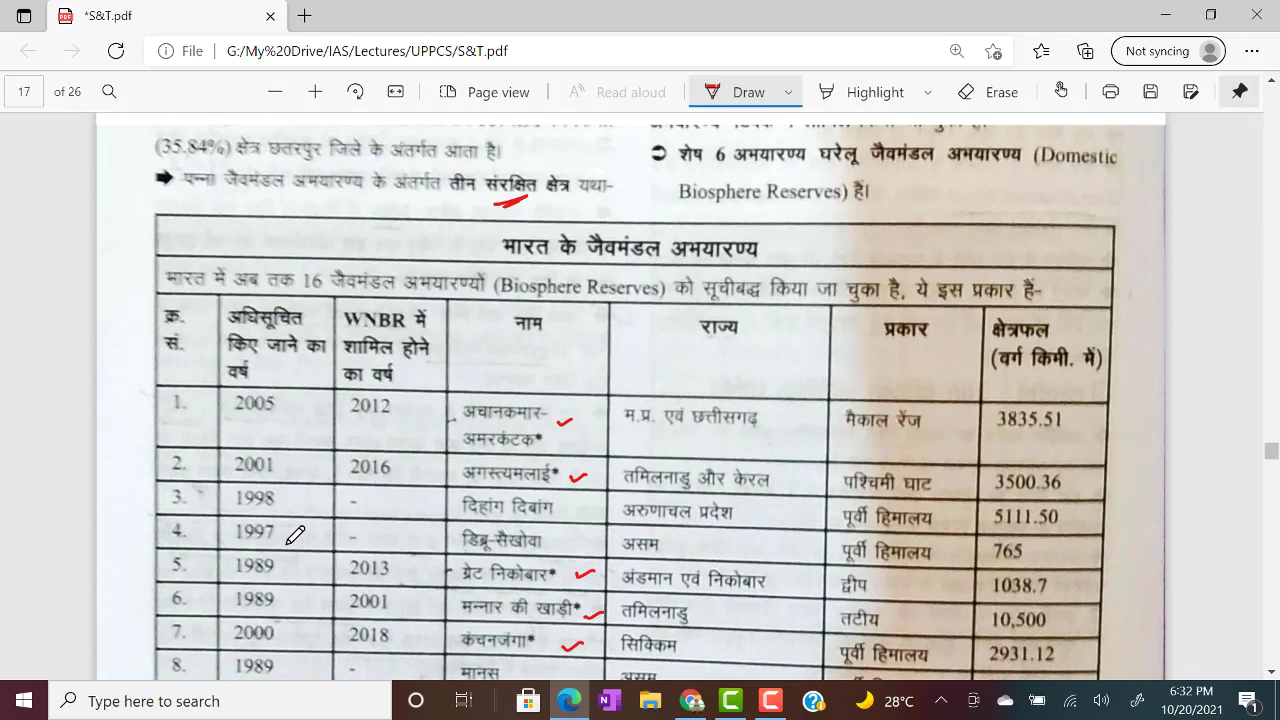 *S&T.pdf
File
G:/My%20Drive/IAS/Lectures/UPPCS/S&T.pdf
Not syncing
17 of 26
Page view
Read aloud
Draw
Highlight
Erase
(35.84%) क्षेत्र छतरपुर जिले के अंतर्गत आता है।
➡ पन्ना जैवमंडल अभयारण्य के अंतर्गत तीन संरक्षित क्षेत्र यथा-
शेष 6 अभयारण्य घरेलू जैवमंडल अभयारण्य (Domestic
Biosphere Reserves) हैं।
भारत के जैवमंडल अभयारण्य
भारत में अब तक 16 जैवमंडल अभयारण्यों (Biosphere Reserves) को सूचीबद्ध किया जा चुका है, ये इस प्रकार हैं-
क्र. सं. अधिसूचित किए जाने का वर्ष WNBR में शामिल होने का वर्ष नाम राज्य प्रकार क्षेत्रफल (वर्ग किमी. में)
1. 2005 2012 अचानकमार-अमरकंटक* म.प्र. एवं छत्तीसगढ़ मैकाल रेंज 3835.51
2. 2001 2016 अगस्त्यमलाई* तमिलनाडु और केरल पश्चिमी घाट 3500.36
3. 1998 - दिहांग दिबांग अरुणाचल प्रदेश पूर्वी हिमालय 5111.50
4. 1997 - डिब्रू-सैखोवा असम पूर्वी हिमालय 765
5. 1989 2013 ग्रेट निकोबार* अंडमान एवं निकोबार द्वीप 1038.7
6. 1989 2001 मन्नार की खाड़ी* तमिलनाडु तटीय 10,500
7. 2000 2018 कंचनजंगा* सिक्किम पूर्वी हिमालय 2931.12
8. 1989 - मानस असम
Type here to search
28°C
6:32 PM
10/20/2021